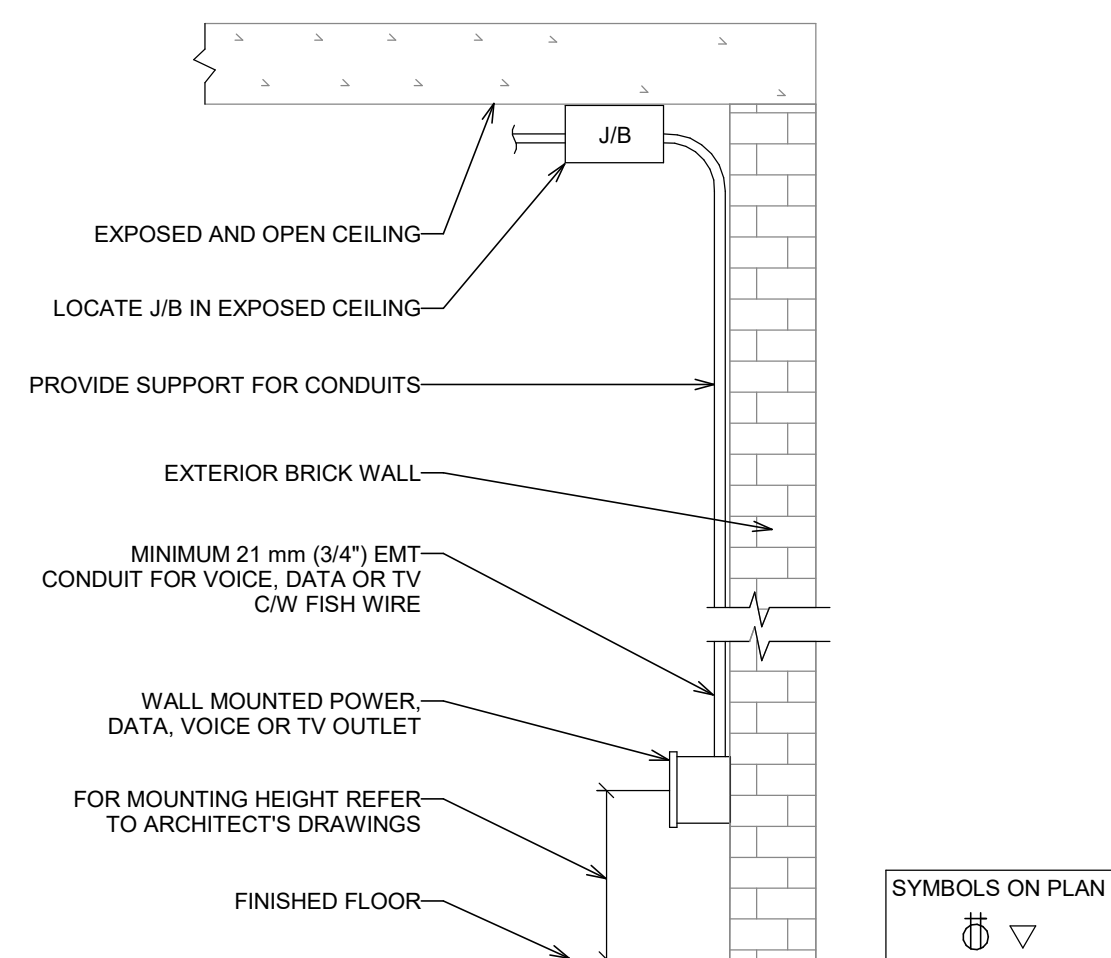 J/B
EXPOSED AND OPEN CEILING
LOCATE J/B IN EXPOSED CEILING
PROVIDE SUPPORT FOR CONDUITS
EXTERIOR BRICK WALL
MINIMUM 21 mm (3/4") EMT
CONDUIT FOR VOICE, DATA OR TV
C/W FISH WIRE
WALL MOUNTED POWER,
DATA, VOICE OR TV OUTLET
FOR MOUNTING HEIGHT REFER
TO ARCHITECT'S DRAWINGS
FINISHED FLOOR
SYMBOLS ON PLAN